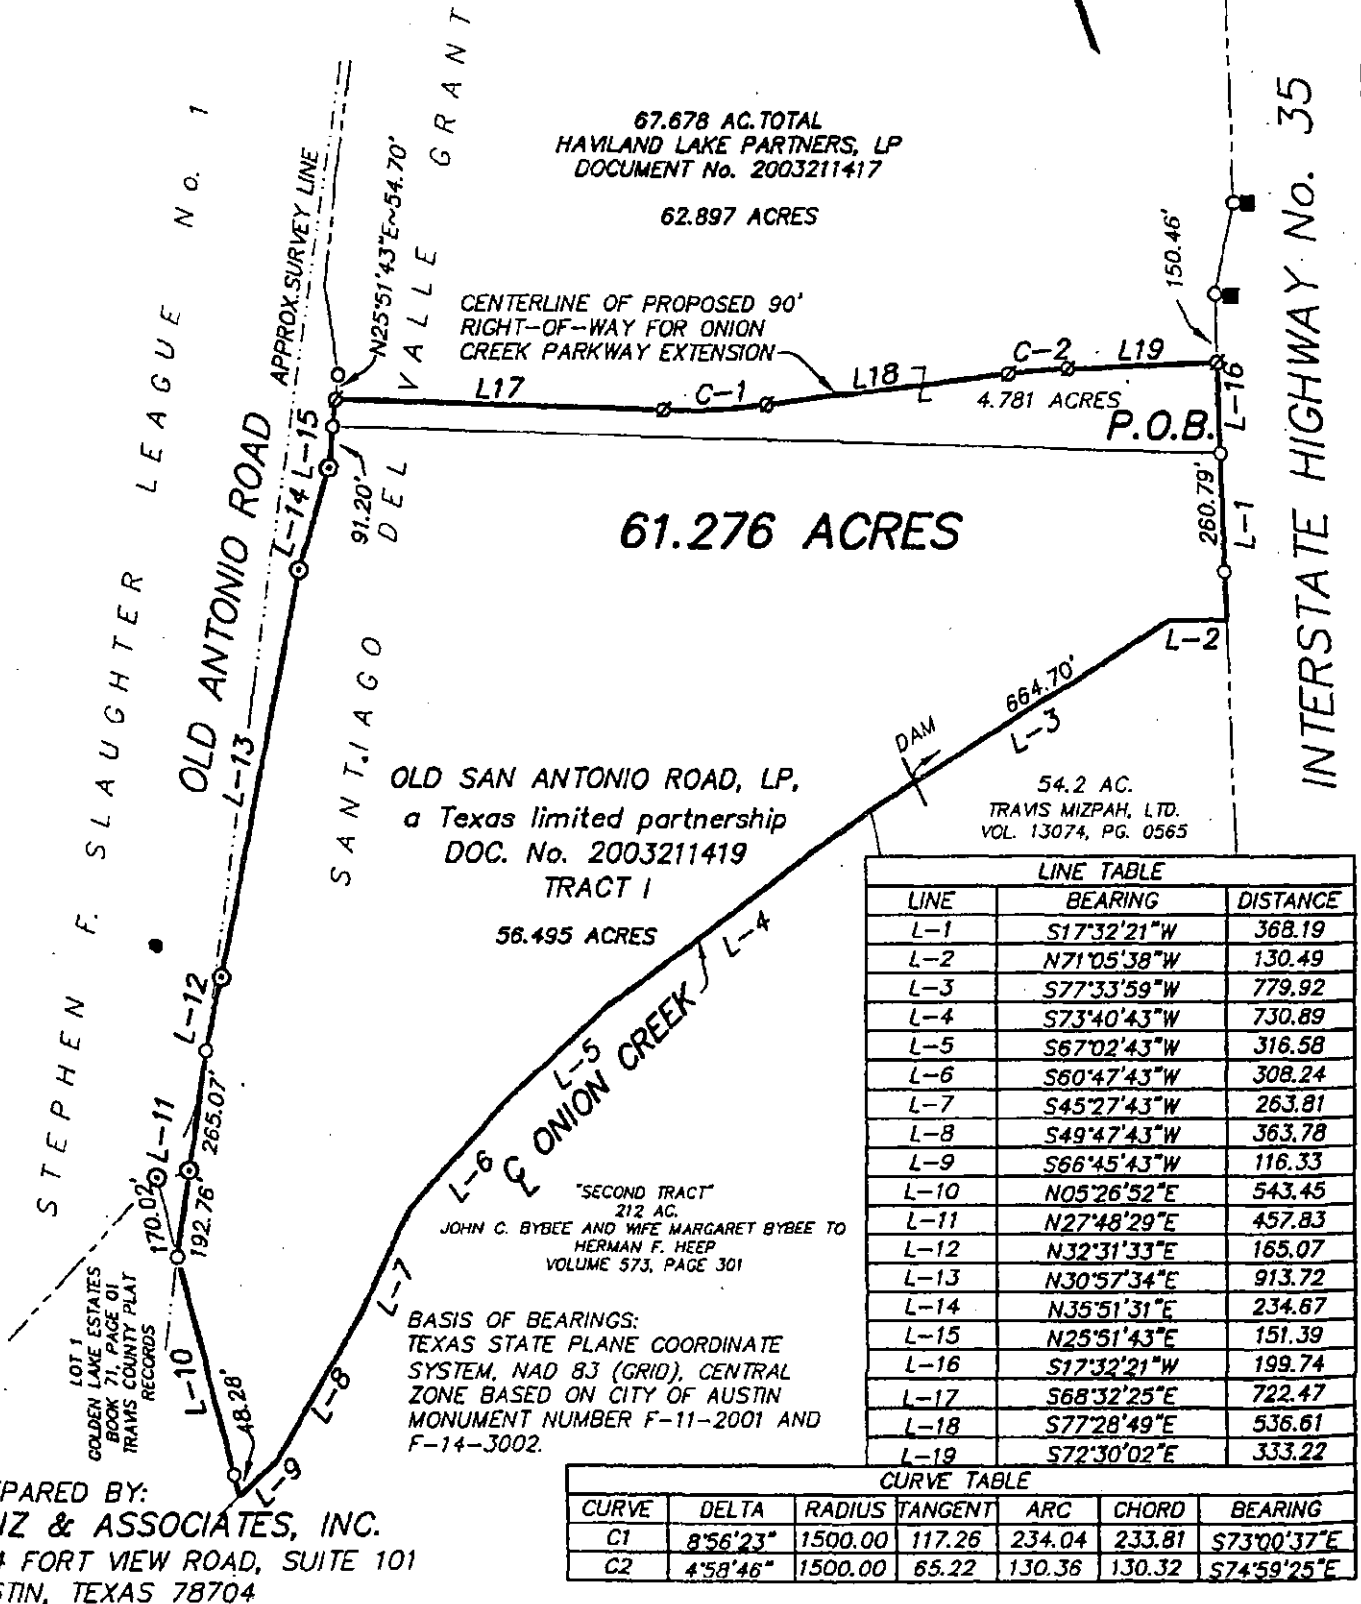 67.678 AC. TOTAL
HAVILAND LAKE PARTNERS, LP
DOCUMENT No. 2003211417
62.897 ACRES
STEPHEN F. SLAUGHTER LEAGUE No. 1
APPROX. SURVEY LINE
N25°51'43"E~54.70'
SANTIAGO DEL VALLE GRANT
CENTERLINE OF PROPOSED 90'
RIGHT-OF-WAY FOR ONION
CREEK PARKWAY EXTENSION
150.46'
INTERSTATE HIGHWAY No. 35
L17
C-1
L18
C-2
L19
4.781 ACRES
L-16
P.O.B.
OLD ANTONIO ROAD
L-15
L-14
91.20'
61.276 ACRES
260.79'
L-1
L-2
664.70'
L-3
DAM
L-13
OLD SAN ANTONIO ROAD, LP,
a Texas limited partnership
DOC. No. 2003211419
TRACT I
56.495 ACRES
54.2 AC.
TRAVIS MIZPAH, LTD.
VOL. 13074, PG. 0565
L-4
L-12
L-5
℄ ONION CREEK
L-11
265.07'
170.02'
192.76'
L-6
"SECOND TRACT"
212 AC.
JOHN C. BYBEE AND WIFE MARGARET BYBEE TO
HERMAN F. HEEP
VOLUME 573, PAGE 301
L-7
LOT 1
GOLDEN LAKE ESTATES
BOOK 71, PAGE 01
TRAVIS COUNTY PLAT
RECORDS
L-10
48.28'
L-8
L-9
BASIS OF BEARINGS:
TEXAS STATE PLANE COORDINATE
SYSTEM, NAD 83 (GRID), CENTRAL
ZONE BASED ON CITY OF AUSTIN
MONUMENT NUMBER F-11-2001 AND
F-14-3002.
LINE TABLE
LINE BEARING DISTANCE
L-1 S17°32'21"W 368.19
L-2 N71°05'38"W 130.49
L-3 S77°33'59"W 779.92
L-4 S73°40'43"W 730.89
L-5 S67°02'43"W 316.58
L-6 S60°47'43"W 308.24
L-7 S45°27'43"W 263.81
L-8 S49°47'43"W 363.78
L-9 S66°45'43"W 116.33
L-10 N05°26'52"E 543.45
L-11 N27°48'29"E 457.83
L-12 N32°31'33"E 165.07
L-13 N30°57'34"E 913.72
L-14 N35°51'31"E 234.67
L-15 N25°51'43"E 151.39
L-16 S17°32'21"W 199.74
L-17 S68°32'25"E 722.47
L-18 S77°28'49"E 536.61
L-19 S72°30'02"E 333.22
CURVE TABLE
CURVE DELTA RADIUS TANGENT ARC CHORD BEARING
C1 8°56'23" 1500.00 117.26 234.04 233.81 S73°00'37"E
C2 4°58'46" 1500.00 65.22 130.36 130.32 S74°59'25"E
PARED BY:
NZ & ASSOCIATES, INC.
4 FORT VIEW ROAD, SUITE 101
STIN, TEXAS 78704